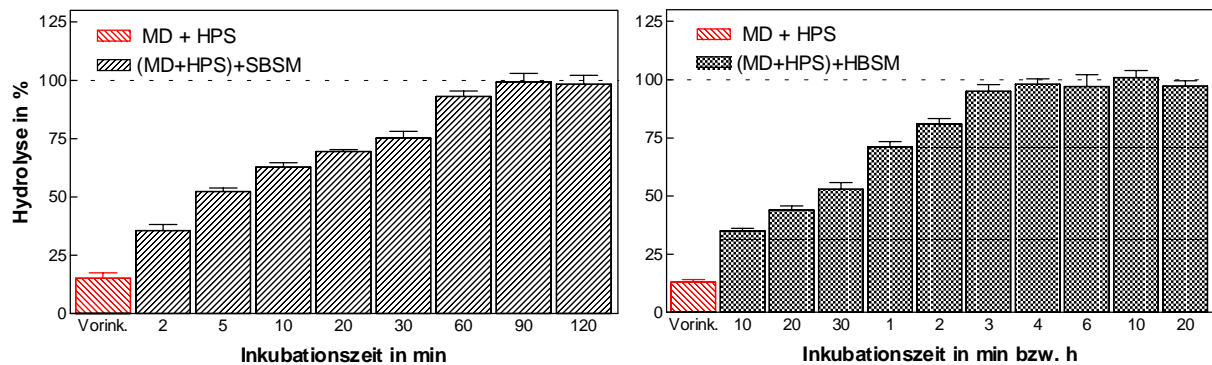 125
100
75
50
25
0
Hydrolyse in %
MD + HPS
(MD+HPS)+SBSM
Vorink. 2 5 10 20 30 60 90 120
Inkubationszeit in min
125
100
75
50
25
0
MD + HPS
(MD+HPS)+HBSM
Vorink. 10 20 30 1 2 3 4 6 10 20
Inkubationszeit in min bzw. h